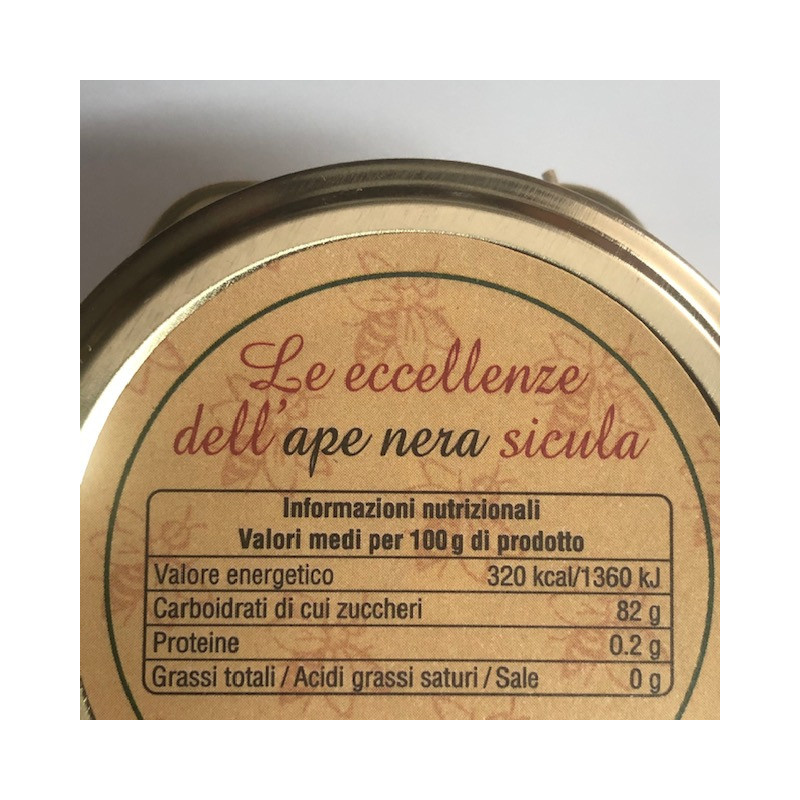 Le eccellenze
dell'ape nera sicula
Informazioni nutrizionali
Valori medi per 100 g di prodotto
Valore energetico 320 kcal/1360 kJ
Carboidrati di cui zuccheri 82 g
Proteine 0.2 g
Grassi totali / Acidi grassi saturi / Sale 0 g